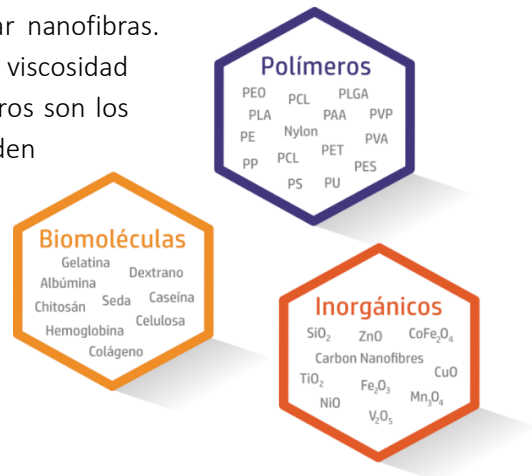 ar nanofibras.
viscosidad
ros son los
den
Polímeros
PEO PCL PLGA
PLA PAA PVP
PE Nylon PVA
PP PCL PET PES
PS PU
Biomoléculas
Gelatina Dextrano
Albúmina
Chitosán Seda Caseína
Hemoglobina Celulosa
Colágeno
Inorgánicos
SiO₂ ZnO CoFe₂O₄
Carbon Nanofibres
TiO₂ Fe₂O₃ CuO
NiO Mn₃O₄
V₂O₅